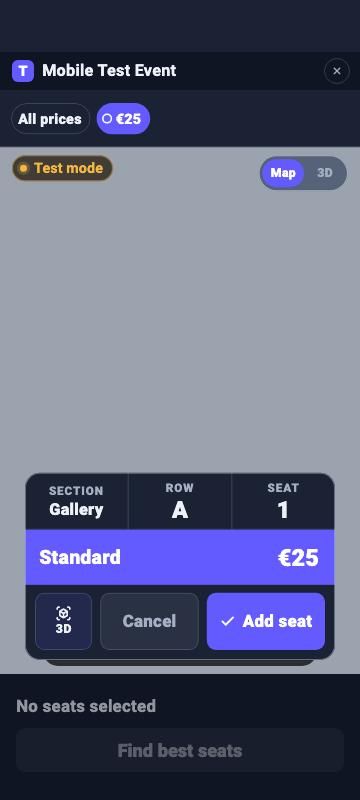 T Mobile Test Event
All prices €25
Test mode
Map 3D
SECTION ROW SEAT
Gallery A 1
Standard €25
3D Cancel Add seat
No seats selected
Find best seats